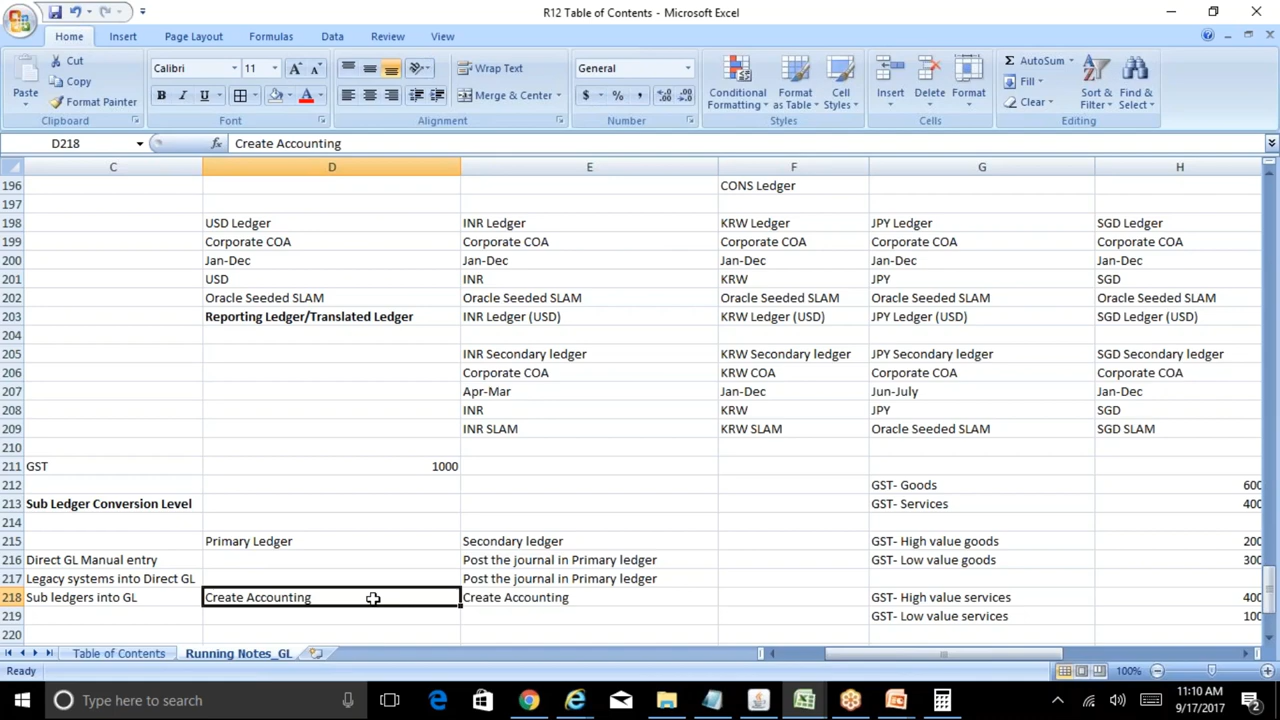 R12 Table of Contents - Microsoft Excel
Home Insert Page Layout Formulas Data Review View
Paste
Cut
Copy
Format Painter
Clipboard
Calibri 11
B I U
Font
Wrap Text
Merge & Center
Alignment
General
$ % ,
Number
Conditional Formatting
Format as Table
Cell Styles
Styles
Insert Delete Format
Cells
AutoSum
Fill
Clear
Sort & Filter
Find & Select
Editing
D218 fx Create Accounting
C D E F G H
196 CONS Ledger
197
198 USD Ledger INR Ledger KRW Ledger JPY Ledger SGD Ledger
199 Corporate COA Corporate COA Corporate COA Corporate COA Corporate COA
200 Jan-Dec Jan-Dec Jan-Dec Jan-Dec Jan-Dec
201 USD INR KRW JPY SGD
202 Oracle Seeded SLAM Oracle Seeded SLAM Oracle Seeded SLAM Oracle Seeded SLAM Oracle Seeded SLAM
203 Reporting Ledger/Translated Ledger INR Ledger (USD) KRW Ledger (USD) JPY Ledger (USD) SGD Ledger (USD)
204
205 INR Secondary ledger KRW Secondary ledger JPY Secondary ledger SGD Secondary ledger
206 Corporate COA KRW COA Corporate COA Corporate COA
207 Apr-Mar Jan-Dec Jun-July Jan-Dec
208 INR KRW JPY SGD
209 INR SLAM KRW SLAM Oracle Seeded SLAM SGD SLAM
210
211 GST 1000
212 GST- Goods 600
213 Sub Ledger Conversion Level GST- Services 400
214
215 Primary Ledger Secondary ledger GST- High value goods 200
216 Direct GL Manual entry Post the journal in Primary ledger GST- Low value goods 300
217 Legacy systems into Direct GL Post the journal in Primary ledger
218 Sub ledgers into GL Create Accounting Create Accounting GST- High value services 400
219 GST- Low value services 100
220
Table of Contents Running Notes_GL
Ready 100%
Type here to search
11:10 AM
9/17/2017
2